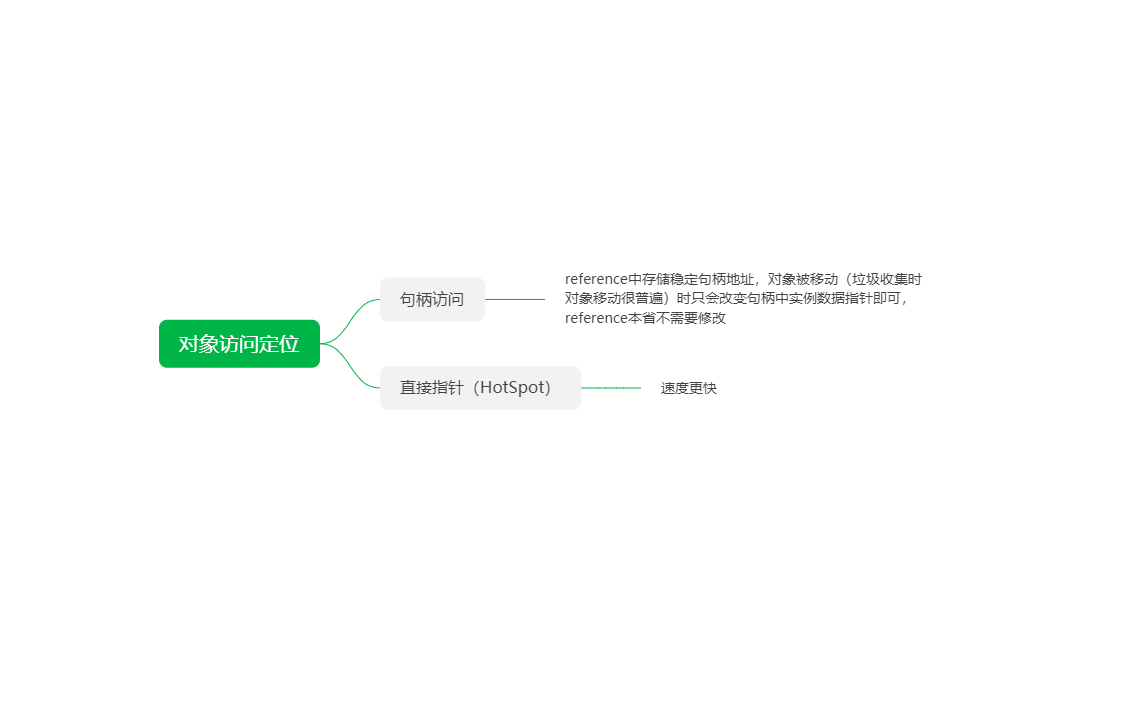 对象访问定位
句柄访问
reference中存储稳定句柄地址，对象被移动（垃圾收集时
对象移动很普遍）时只会改变句柄中实例数据指针即可，
reference本省不需要修改
直接指针（HotSpot）
速度更快